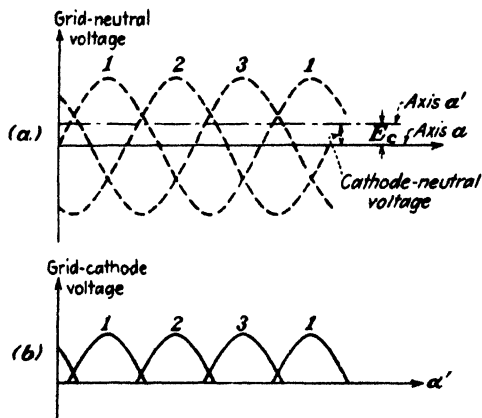 Grid-neutral
voltage
1 2 3 1
(a)
Axis a'
Ec
Axis a
Cathode-neutral
voltage
Grid-cathode
voltage
1 2 3 1
(b)
a'